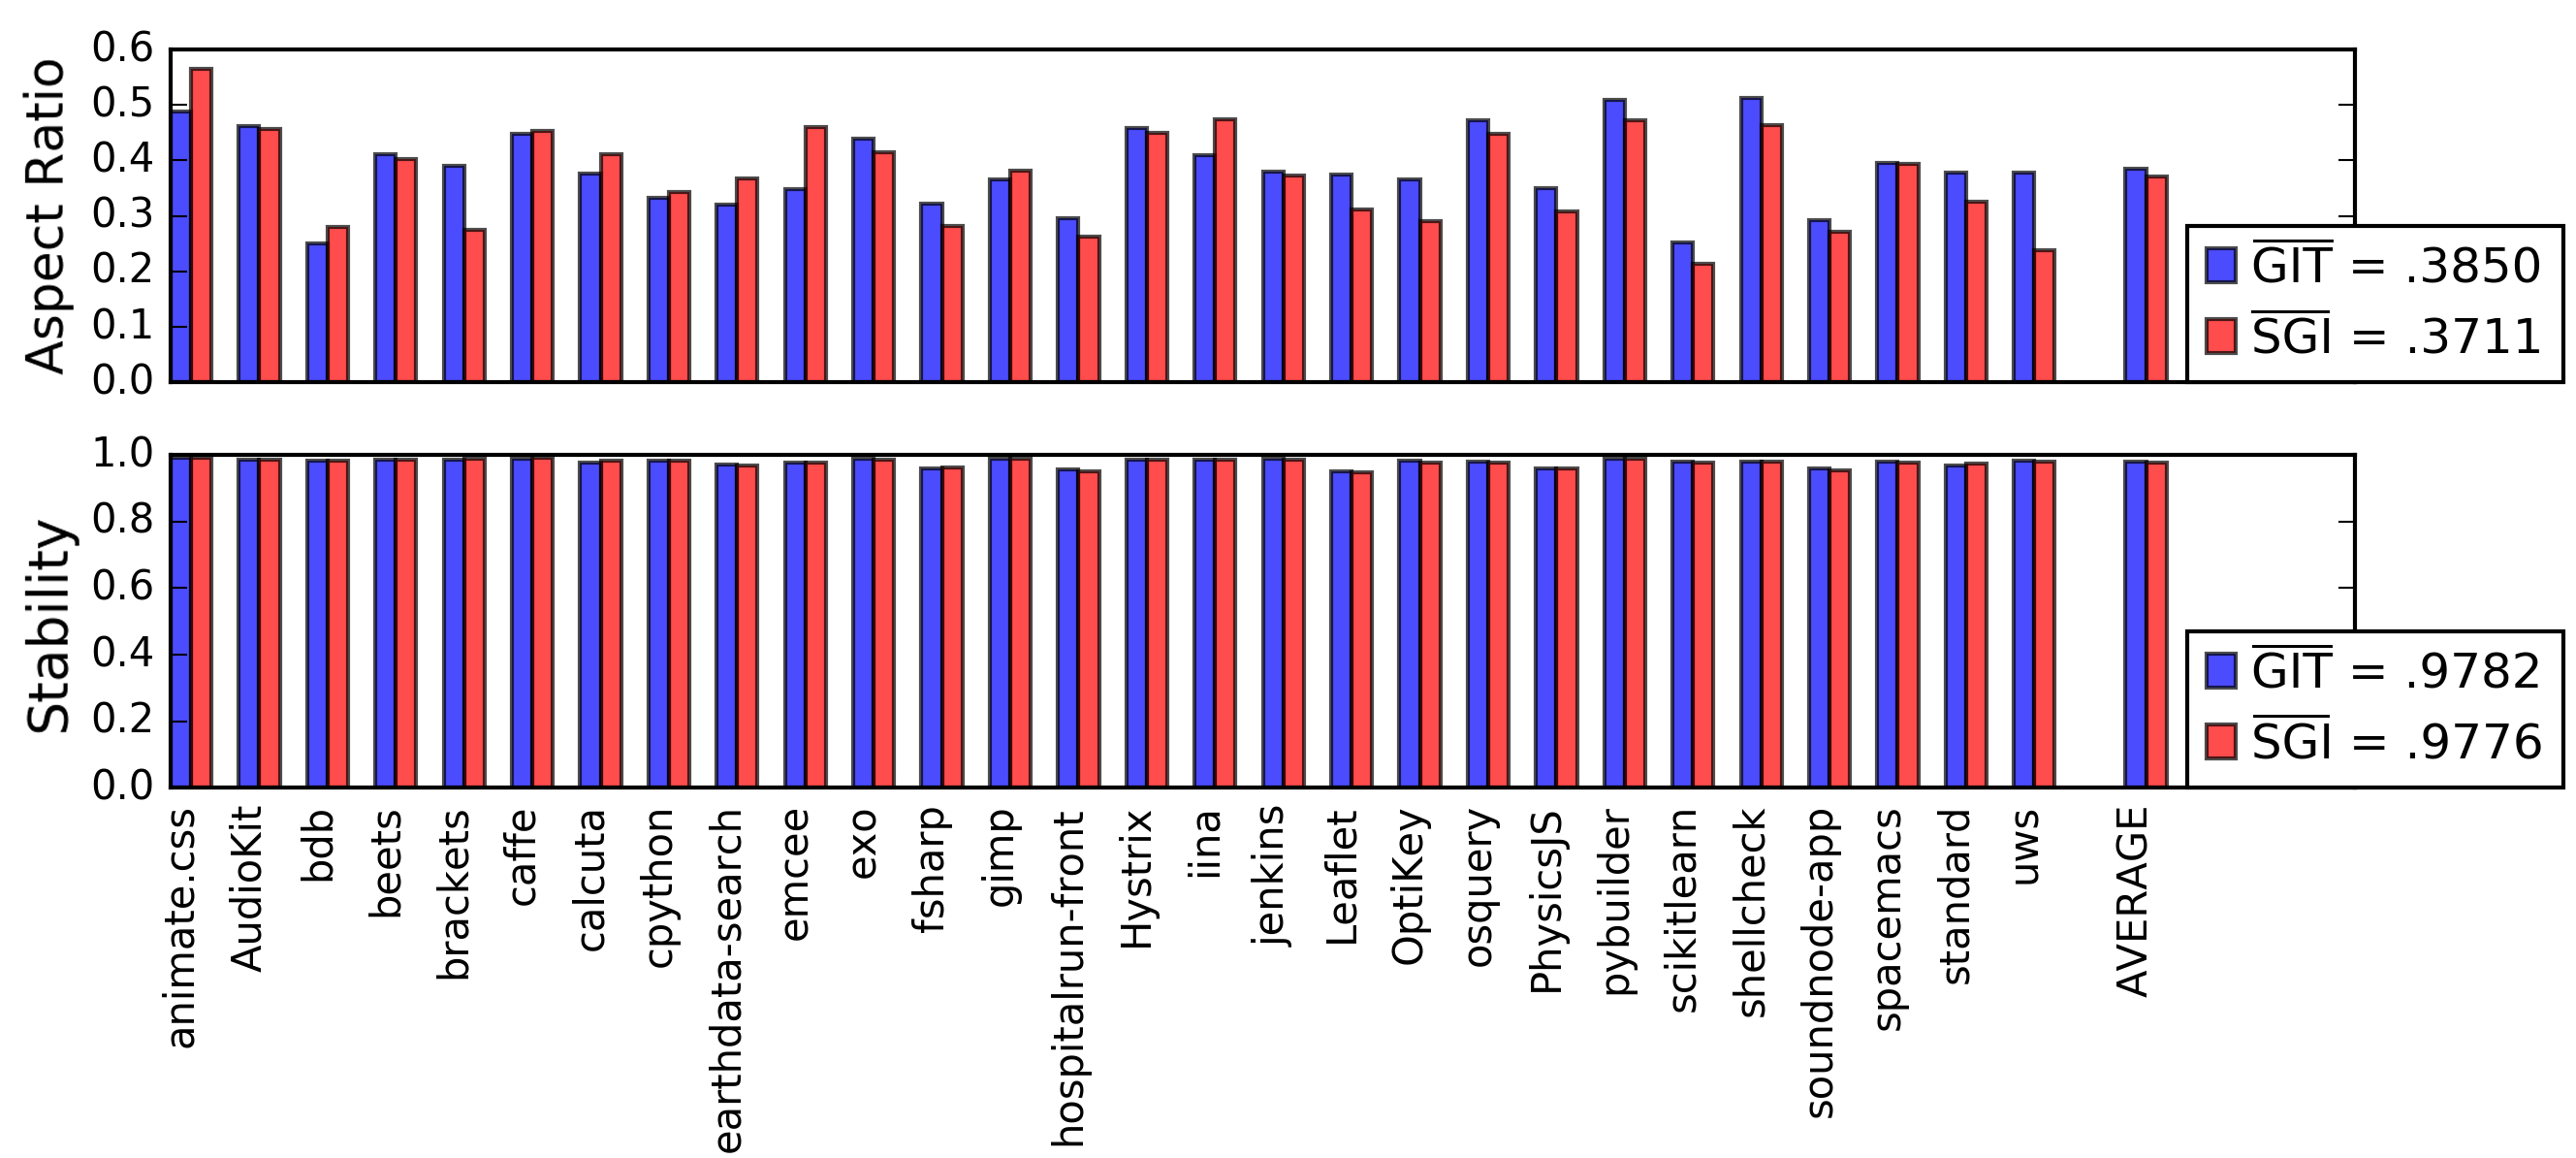 Aspect Ratio
0.6
0.5
0.4
0.3
0.2
0.1
0.0
GIT = .3850
SGI = .3711
Stability
1.0
0.8
0.6
0.4
0.2
0.0
GIT = .9782
SGI = .9776
animate.css
AudioKit
bdb
beets
brackets
caffe
calcuta
cpython
earthdata-search
emcee
exo
fsharp
gimp
hospitalrun-front
Hystrix
iina
jenkins
Leaflet
OptiKey
osquery
PhysicsJS
pybuilder
scikitlearn
shellcheck
soundnode-app
spacemacs
standard
uws
AVERAGE